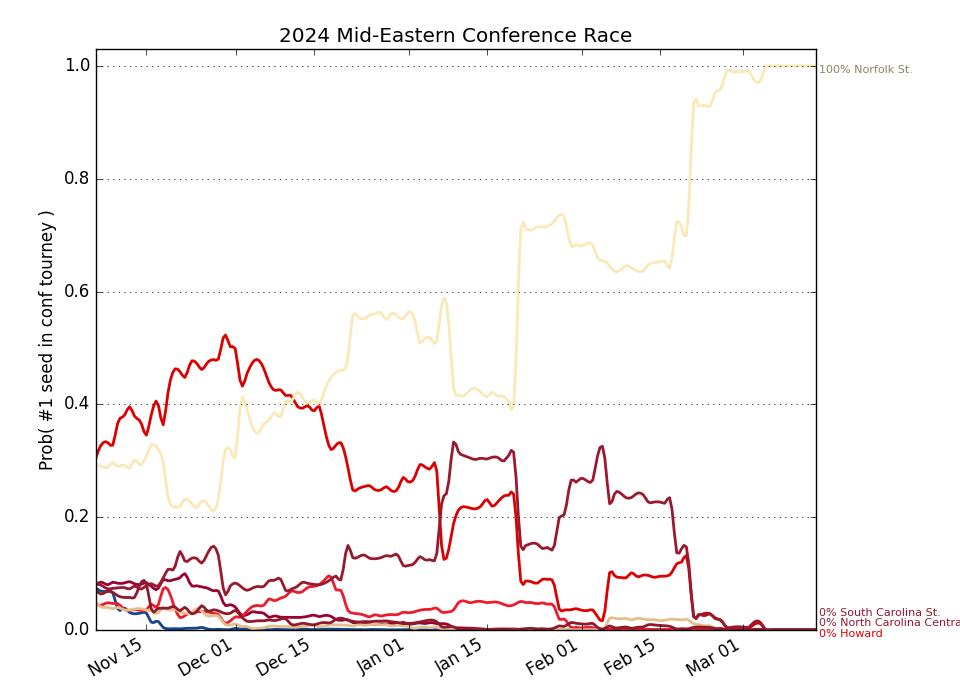 2024 Mid-Eastern Conference Race
Prob( #1 seed in conf tourney )
1.0
0.8
0.6
0.4
0.2
0.0
Nov 15
Dec 01
Dec 15
Jan 01
Jan 15
Feb 01
Feb 15
Mar 01
100% Norfolk St.
0% South Carolina St.
0% North Carolina Centra
0% Howard